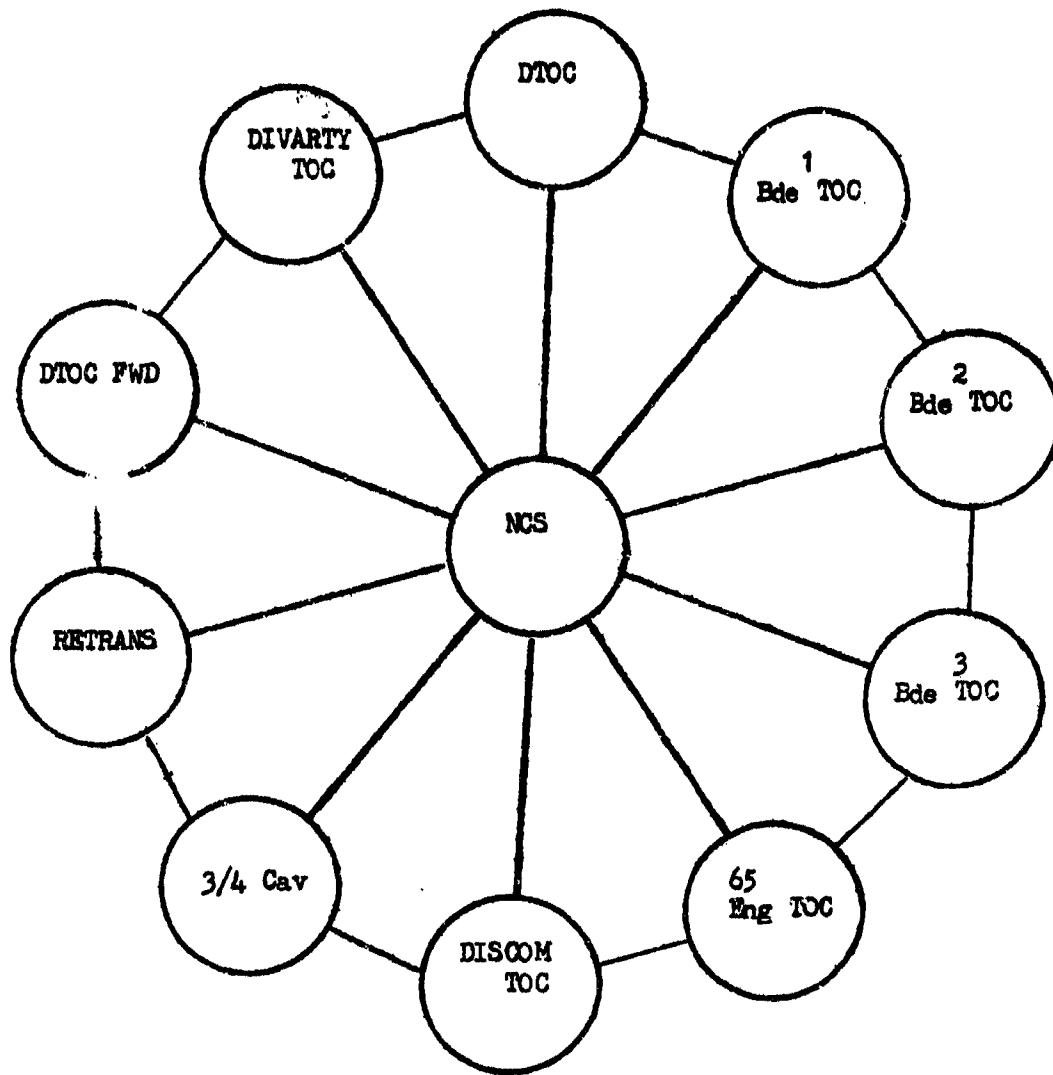 DTOC
1
Bde TOC
2
Bde TOC
3
Bde TOC
65
Eng TOC
DISCOM
TOC
3/4 Cav
RETRANS
DTOC FWD
DIVARTY
TOC
NCS